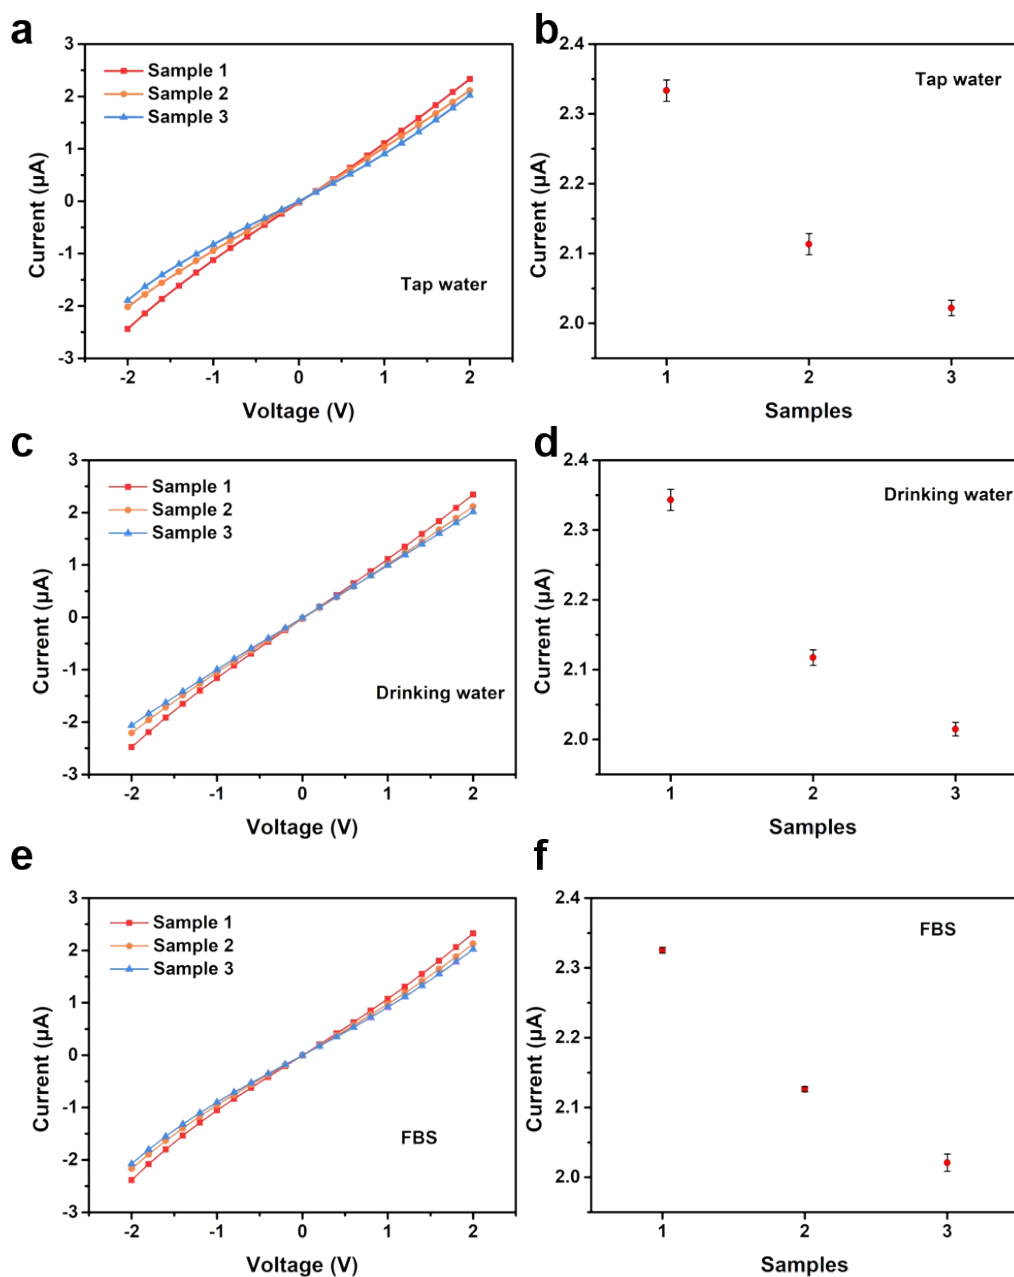 a
3
2
1
0
-1
-2
-3
-2
-1
0
1
2
Current (µA)
Voltage (V)
Sample 1
Sample 2
Sample 3
Tap water
b
2.4
2.3
2.2
2.1
2.0
1
2
3
Current (µA)
Samples
Tap water
c
3
2
1
0
-1
-2
-3
-2
-1
0
1
2
Current (µA)
Voltage (V)
Sample 1
Sample 2
Sample 3
Drinking water
d
2.4
2.3
2.2
2.1
2.0
1
2
3
Current (µA)
Samples
Drinking water
e
3
2
1
0
-1
-2
-3
-2
-1
0
1
2
Current (µA)
Voltage (V)
Sample 1
Sample 2
Sample 3
FBS
f
2.4
2.3
2.2
2.1
2.0
1
2
3
Current (µA)
Samples
FBS